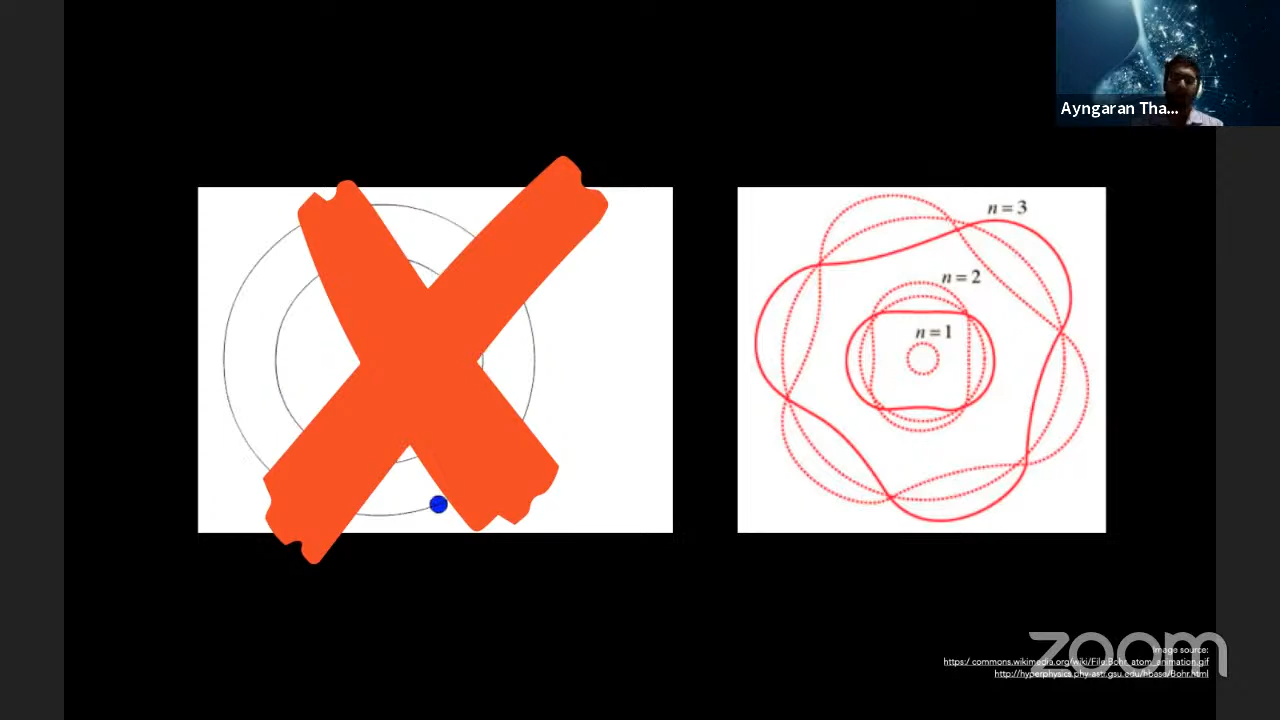 Ayngaran Tha...
n = 3
n = 2
n = 1
zoom
Image source:
https:/ commons.wikimedia.org/wiki/File:Bohr_atom_animation.gif
http://hyperphysics.phy-astr.gsu.edu/hbase/Bohr.html